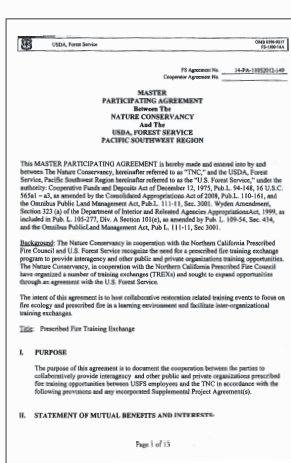 USDA, Forest Service
OMB 0596-0217
FS-1500-16A
FS Agreement No. 14-PA-11052012-149
Cooperator Agreement No.
MASTER
PARTICIPATING AGREEMENT
Between The
NATURE CONSERVANCY
And The
USDA, FOREST SERVICE
PACIFIC SOUTHWEST REGION
This MASTER PARTICIPATING AGREEMENT is hereby made and entered into by and
between The Nature Conservancy, hereinafter referred to as "TNC," and the USDA, Forest
Service, Pacific Southwest Region hereinafter referred to as the "U.S. Forest Service," under the
authority: Cooperative Funds and Deposits Act of December 12, 1975, Pub.L. 94-148, 16 U.S.C.
565a1 – a3, as amended by the Consolidated Appropriations Act of 2008, Pub.L. 110-161, and
the Omnibus Public Land Management Act, Pub.L. 111-11, Sec. 3001. Wyden Amendment,
Section 323 (a) of the Department of Interior and Releated Agencies AppropriationsAct, 1999, as
included in Pub. L. 105-277, Div. A Section 101(e), as amended by Pub. L. 109-54, Sec. 434,
and the Omnibus PublicLand Management Act, Pub L. 111-11, Sec 3001.
Background: The Nature Conservancy in cooperation with the Northern California Prescribed
Fire Council and U.S. Forest Service recognize the need for a prescribed fire training exchange
program to provide interagency and other public and private organizations training opportunities.
The Nature Conservancy, in cooperation with the Northern California Prescribed Fire Council
have organized a number of training exchanges (TREXs) and sought to expand opportunities
through an agreement with the U.S. Forest Service.
The intent of this agreement is to host collaborative restoration related training events to focus on
fire ecology and prescribed fire in a learning environment and facilitate inter-organizational
training exchanges.
Title: Prescribed Fire Training Exchange
I. PURPOSE
The purpose of this agreement is to document the cooperation between the parties to
collaboratively provide interagency and other public and private organizations prescribed
fire training opportunities between USFS employees and the TNC in accordance with the
following provisions and any incorporated Supplemental Project Agreement(s).
II. STATEMENT OF MUTUAL BENEFITS AND INTERESTS
Page 1 of 13